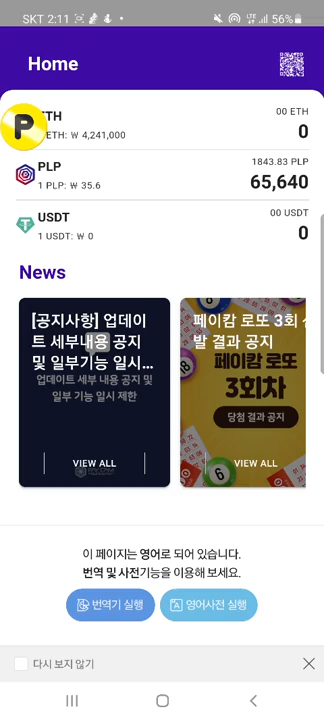 SKT 2:11
LTE
56%
Home
P
ETH
00 ETH
ETH: ₩ 4,241,000
0
PLP
1843.83 PLP
1 PLP: ₩ 35.6
65,640
USDT
00 USDT
1 USDT: ₩ 0
0
News
[공지사항] 업데이
트 세부내용 공지
및 일부기능 일시...
업데이트 세부 내용 공지 및
일부 기능 일시 제한
VIEW ALL
페이캄 로또 3회
발 결과 공지
페이캄 로또
3회차
당첨 결과 공지
6
VIEW ALL
이 페이지는 영어로 되어 있습니다.
번역 및 사전기능을 이용해 보세요.
번역기 실행
영어사전 실행
다시 보지 않기